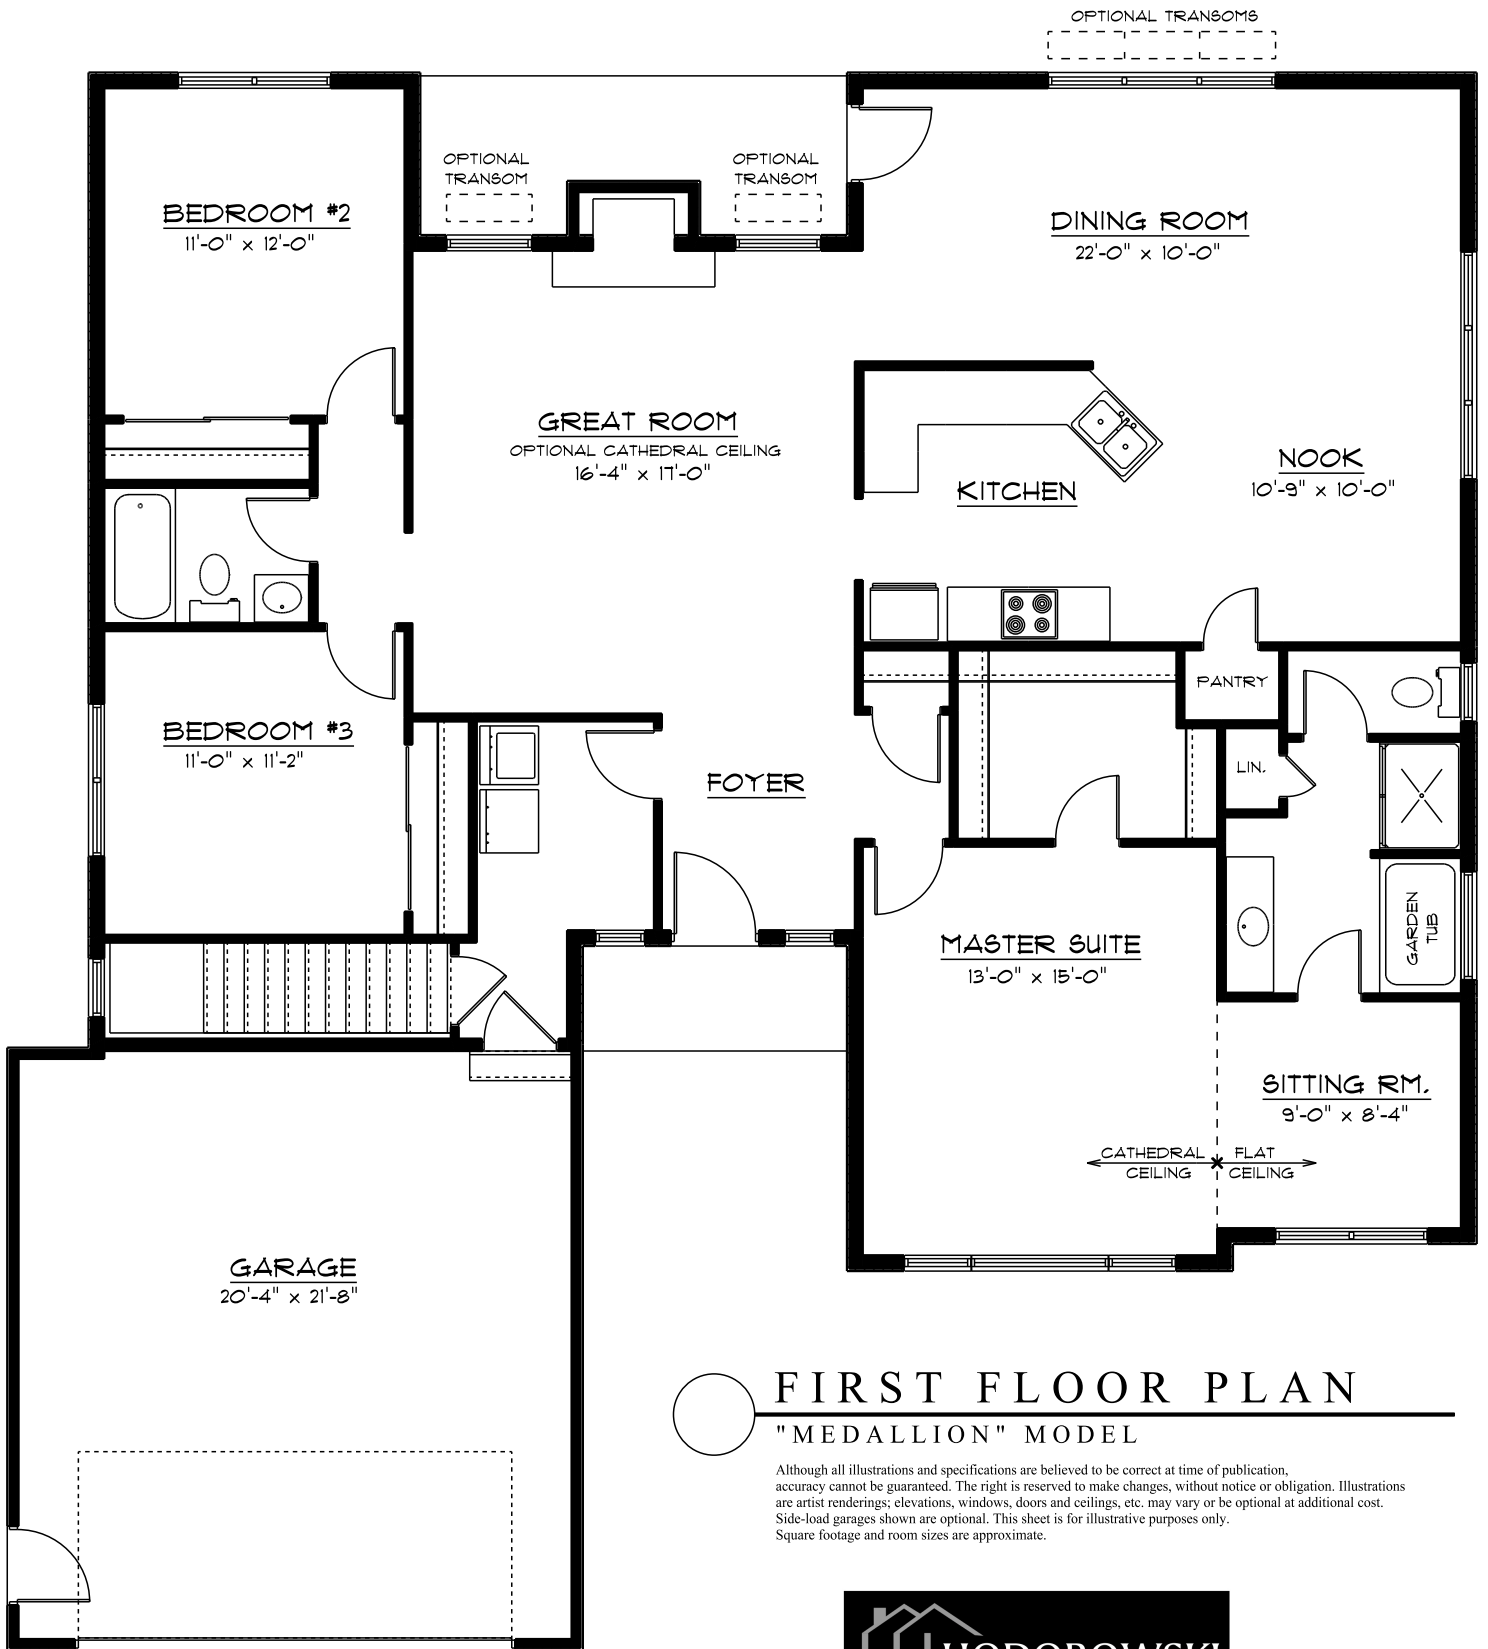 OPTIONAL TRANSOMS
OPTIONAL
TRANSOM
OPTIONAL
TRANSOM
BEDROOM #2
11'-0" x 12'-0"
DINING ROOM
22'-0" x 10'-0"
GREAT ROOM
OPTIONAL CATHEDRAL CEILING
16'-4" x 17'-0"
KITCHEN
NOOK
10'-9" x 10'-0"
PANTRY
BEDROOM #3
11'-0" x 11'-2"
FOYER
LIN.
GARDEN
TUB
MASTER SUITE
13'-0" x 15'-0"
SITTING RM.
9'-0" x 8'-4"
CATHEDRAL
CEILING
FLAT
CEILING
GARAGE
20'-4" x 21'-8"
FIRST FLOOR PLAN
"MEDALLION" MODEL
Although all illustrations and specifications are believed to be correct at time of publication,
accuracy cannot be guaranteed. The right is reserved to make changes, without notice or obligation. Illustrations
are artist renderings; elevations, windows, doors and ceilings, etc. may vary or be optional at additional cost.
Side-load garages shown are optional. This sheet is for illustrative purposes only.
Square footage and room sizes are approximate.
HODOROWSKI